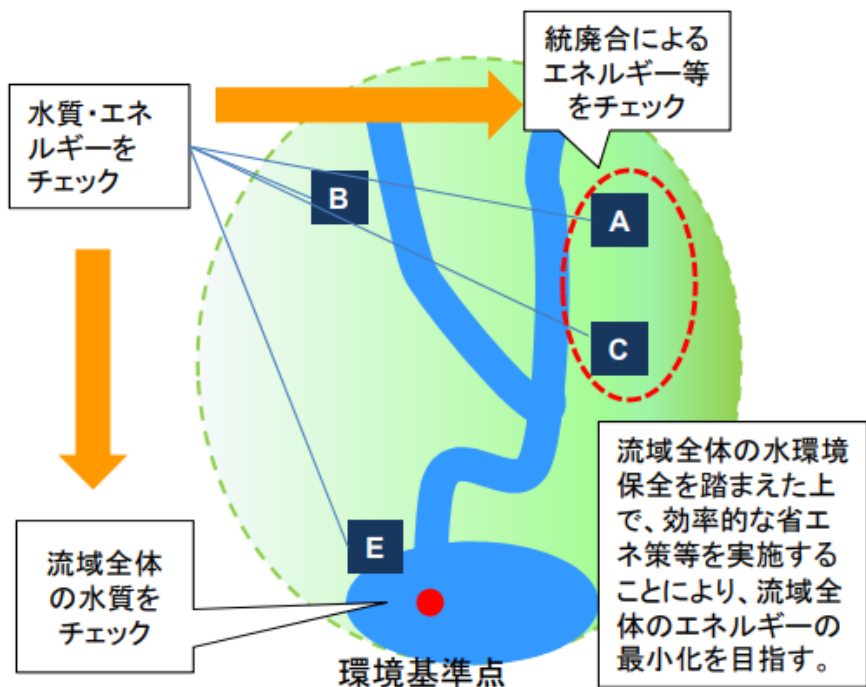 統廃合による
エネルギー等
をチェック
水質・エネ
ルギーを
チェック
B
A
C
流域全体の水環境
保全を踏まえた上
で、効率的な省エ
ネ策等を実施する
ことにより、流域全
体のエネルギーの
最小化を目指す。
E
流域全体
の水質を
チェック
環境基準点